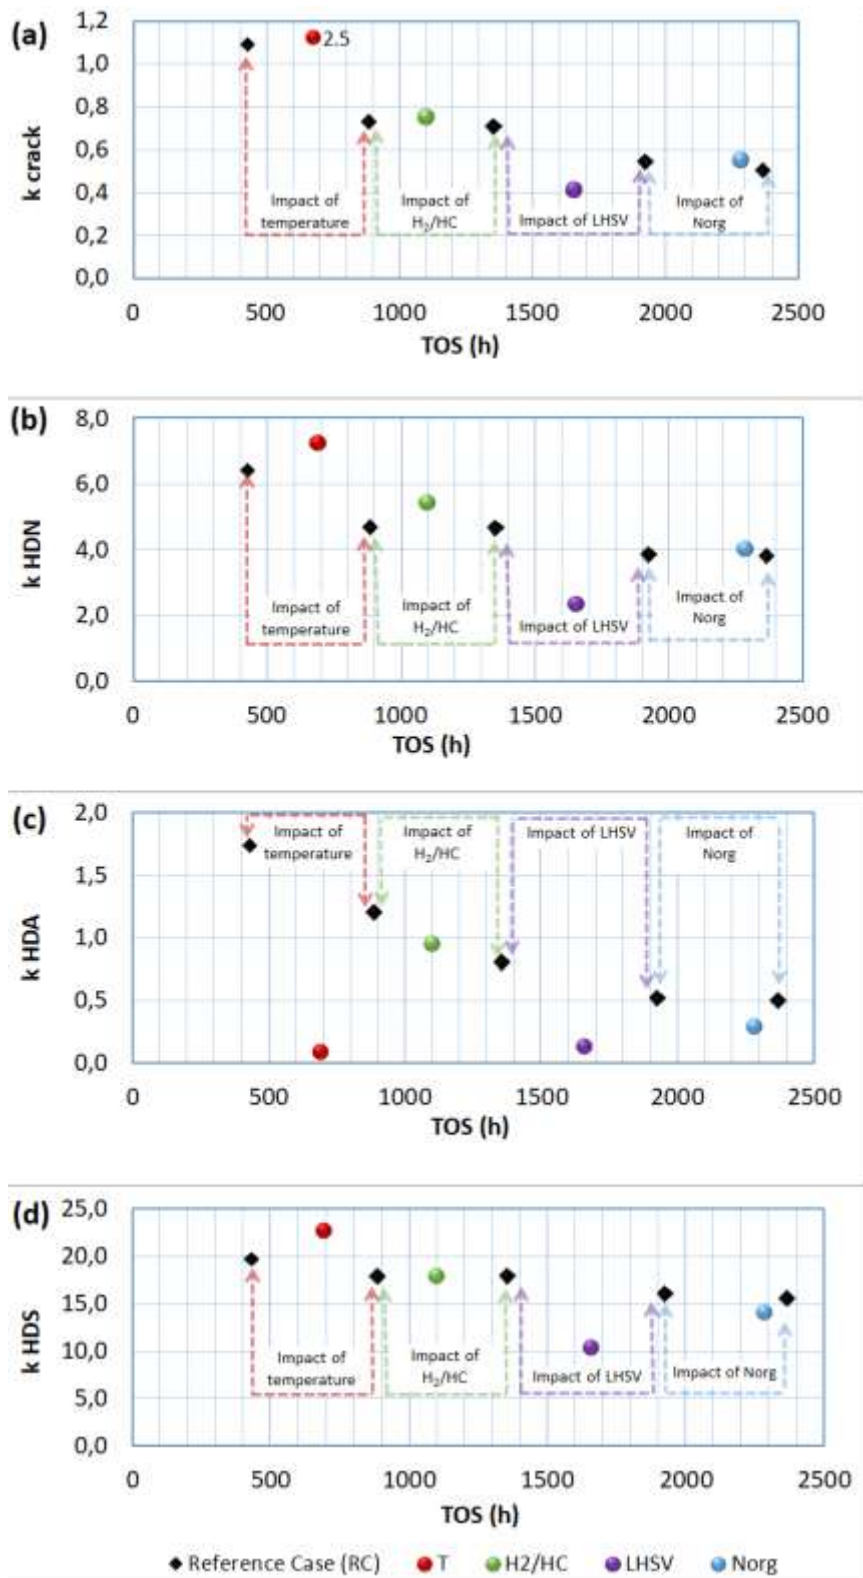 (a)
k crack
1,2
1,0
0,8
0,6
0,4
0,2
0,0
2.5
Impact of
temperature
Impact of
H2/HC
Impact of LHSV
Impact of
Norg
0 500 1000 1500 2000 2500
TOS (h)
(b)
k HDN
8,0
6,0
4,0
2,0
0,0
Impact of
temperature
Impact of
H2/HC
Impact of LHSV
Impact of
Norg
0 500 1000 1500 2000 2500
TOS (h)
(c)
k HDA
2,0
1,5
1,0
0,5
0,0
Impact of
temperature
Impact of
H2/HC
Impact of LHSV
Impact of
Norg
0 500 1000 1500 2000 2500
TOS (h)
(d)
k HDS
25,0
20,0
15,0
10,0
5,0
0,0
Impact of
temperature
Impact of
H2/HC
Impact of LHSV
Impact of Norg
0 500 1000 1500 2000 2500
TOS (h)
Reference Case (RC) T H2/HC LHSV Norg